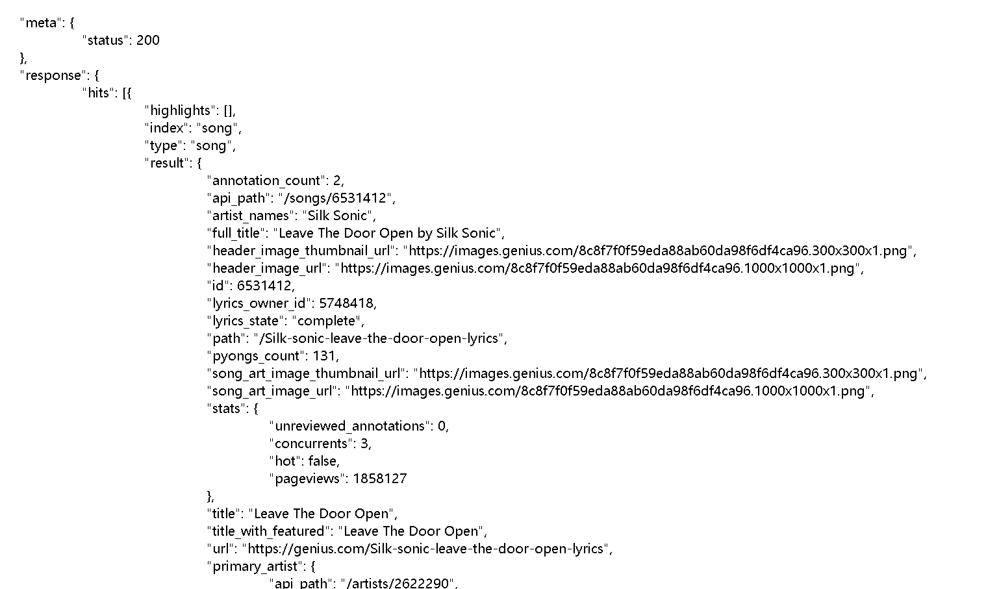 "meta": {
"status": 200
},
"response": {
"hits": [{
"highlights": [],
"index": "song",
"type": "song",
"result": {
"annotation_count": 2,
"api_path": "/songs/6531412",
"artist_names": "Silk Sonic",
"full_title": "Leave The Door Open by Silk Sonic",
"header_image_thumbnail_url": "https://images.genius.com/8c8f7f0f59eda88ab60da98f6df4ca96.300x300x1.png",
"header_image_url": "https://images.genius.com/8c8f7f0f59eda88ab60da98f6df4ca96.1000x1000x1.png",
"id": 6531412,
"lyrics_owner_id": 5748418,
"lyrics_state": "complete",
"path": "/Silk-sonic-leave-the-door-open-lyrics",
"pyongs_count": 131,
"song_art_image_thumbnail_url": "https://images.genius.com/8c8f7f0f59eda88ab60da98f6df4ca96.300x300x1.png",
"song_art_image_url": "https://images.genius.com/8c8f7f0f59eda88ab60da98f6df4ca96.1000x1000x1.png",
"stats": {
"unreviewed_annotations": 0,
"concurrents": 3,
"hot": false,
"pageviews": 1858127
},
"title": "Leave The Door Open",
"title_with_featured": "Leave The Door Open",
"url": "https://genius.com/Silk-sonic-leave-the-door-open-lyrics",
"primary_artist": {
"api_path": "/artists/2622290",